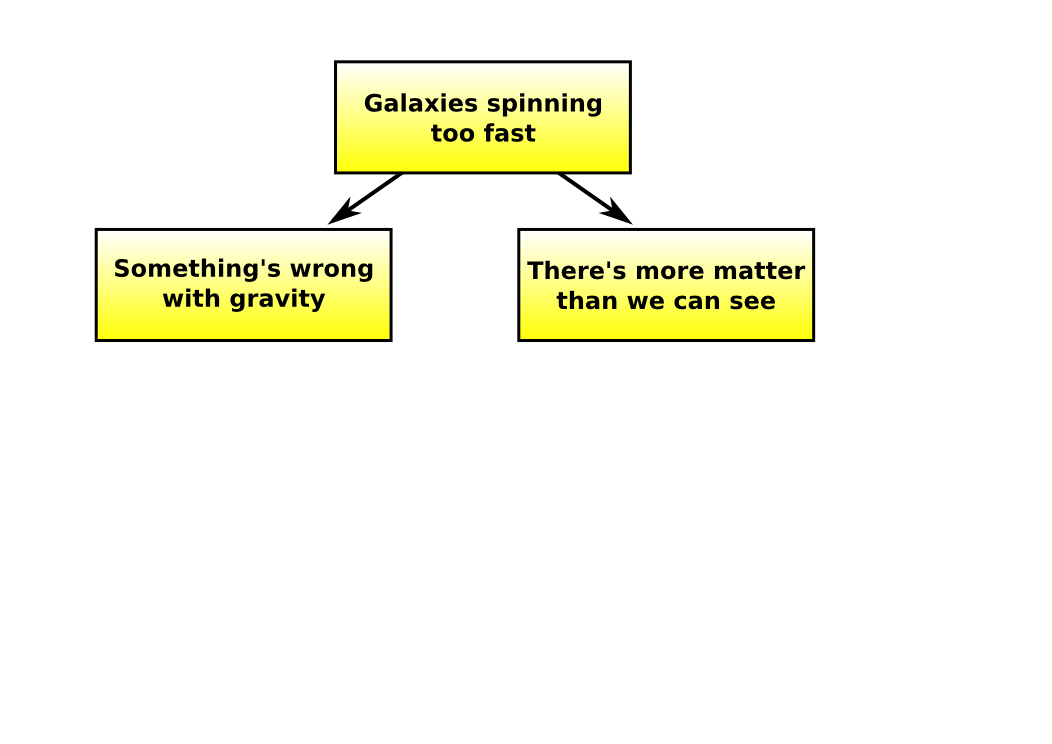 Galaxies spinning
too fast
Something's wrong
with gravity
There's more matter
than we can see